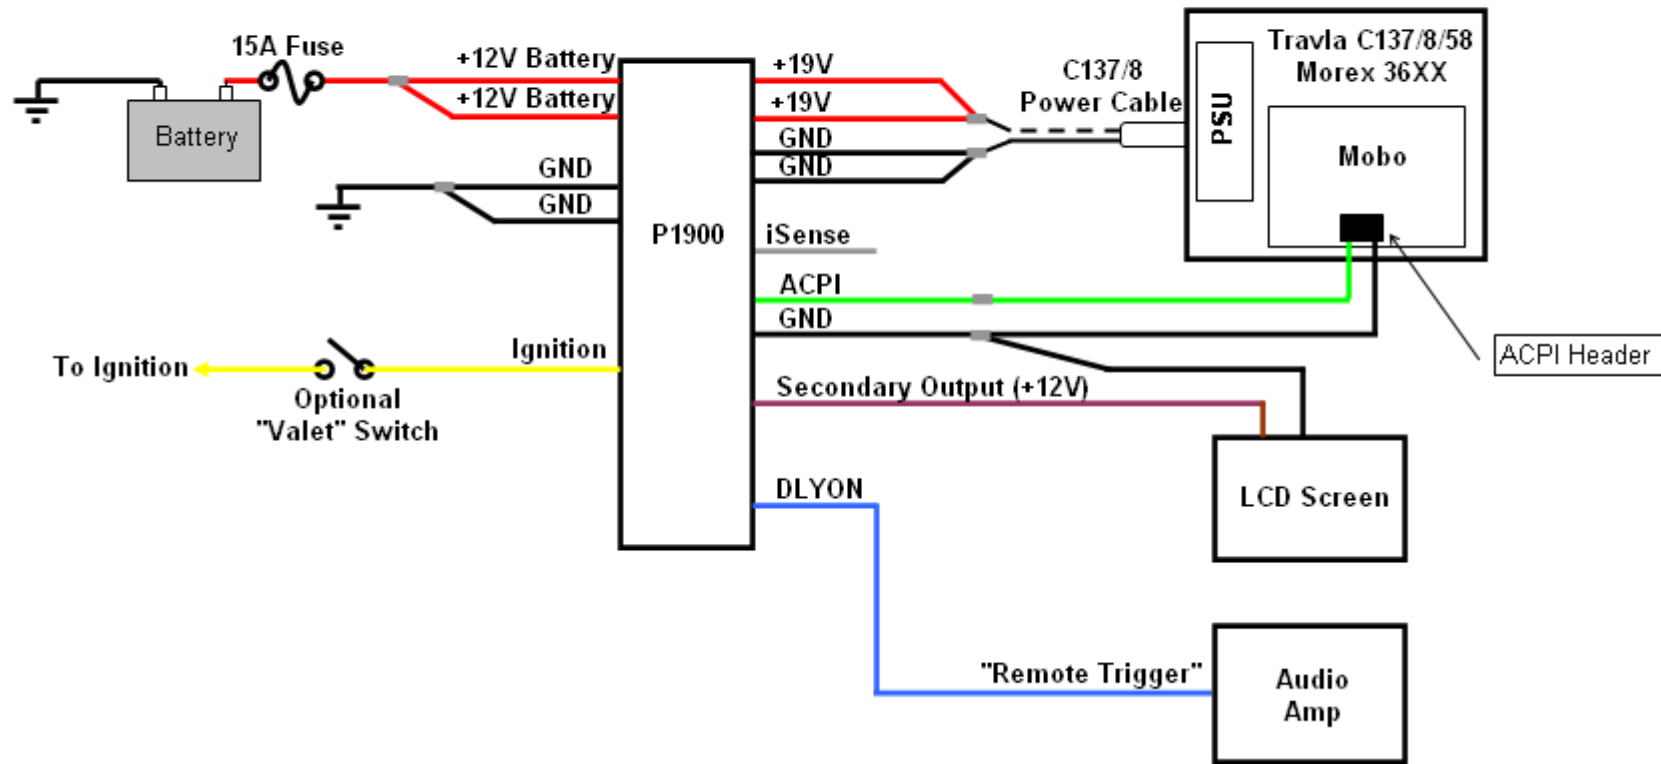 15A Fuse
+12V Battery
+12V Battery
Battery
GND
GND
P1900
+19V
+19V
GND
GND
iSense
ACPI
GND
Secondary Output (+12V)
DLYON
Ignition
To Ignition
Optional
"Valet" Switch
C137/8
Power Cable
Travla C137/8/58
Morex 36XX
PSU
Mobo
ACPI Header
LCD Screen
"Remote Trigger"
Audio
Amp